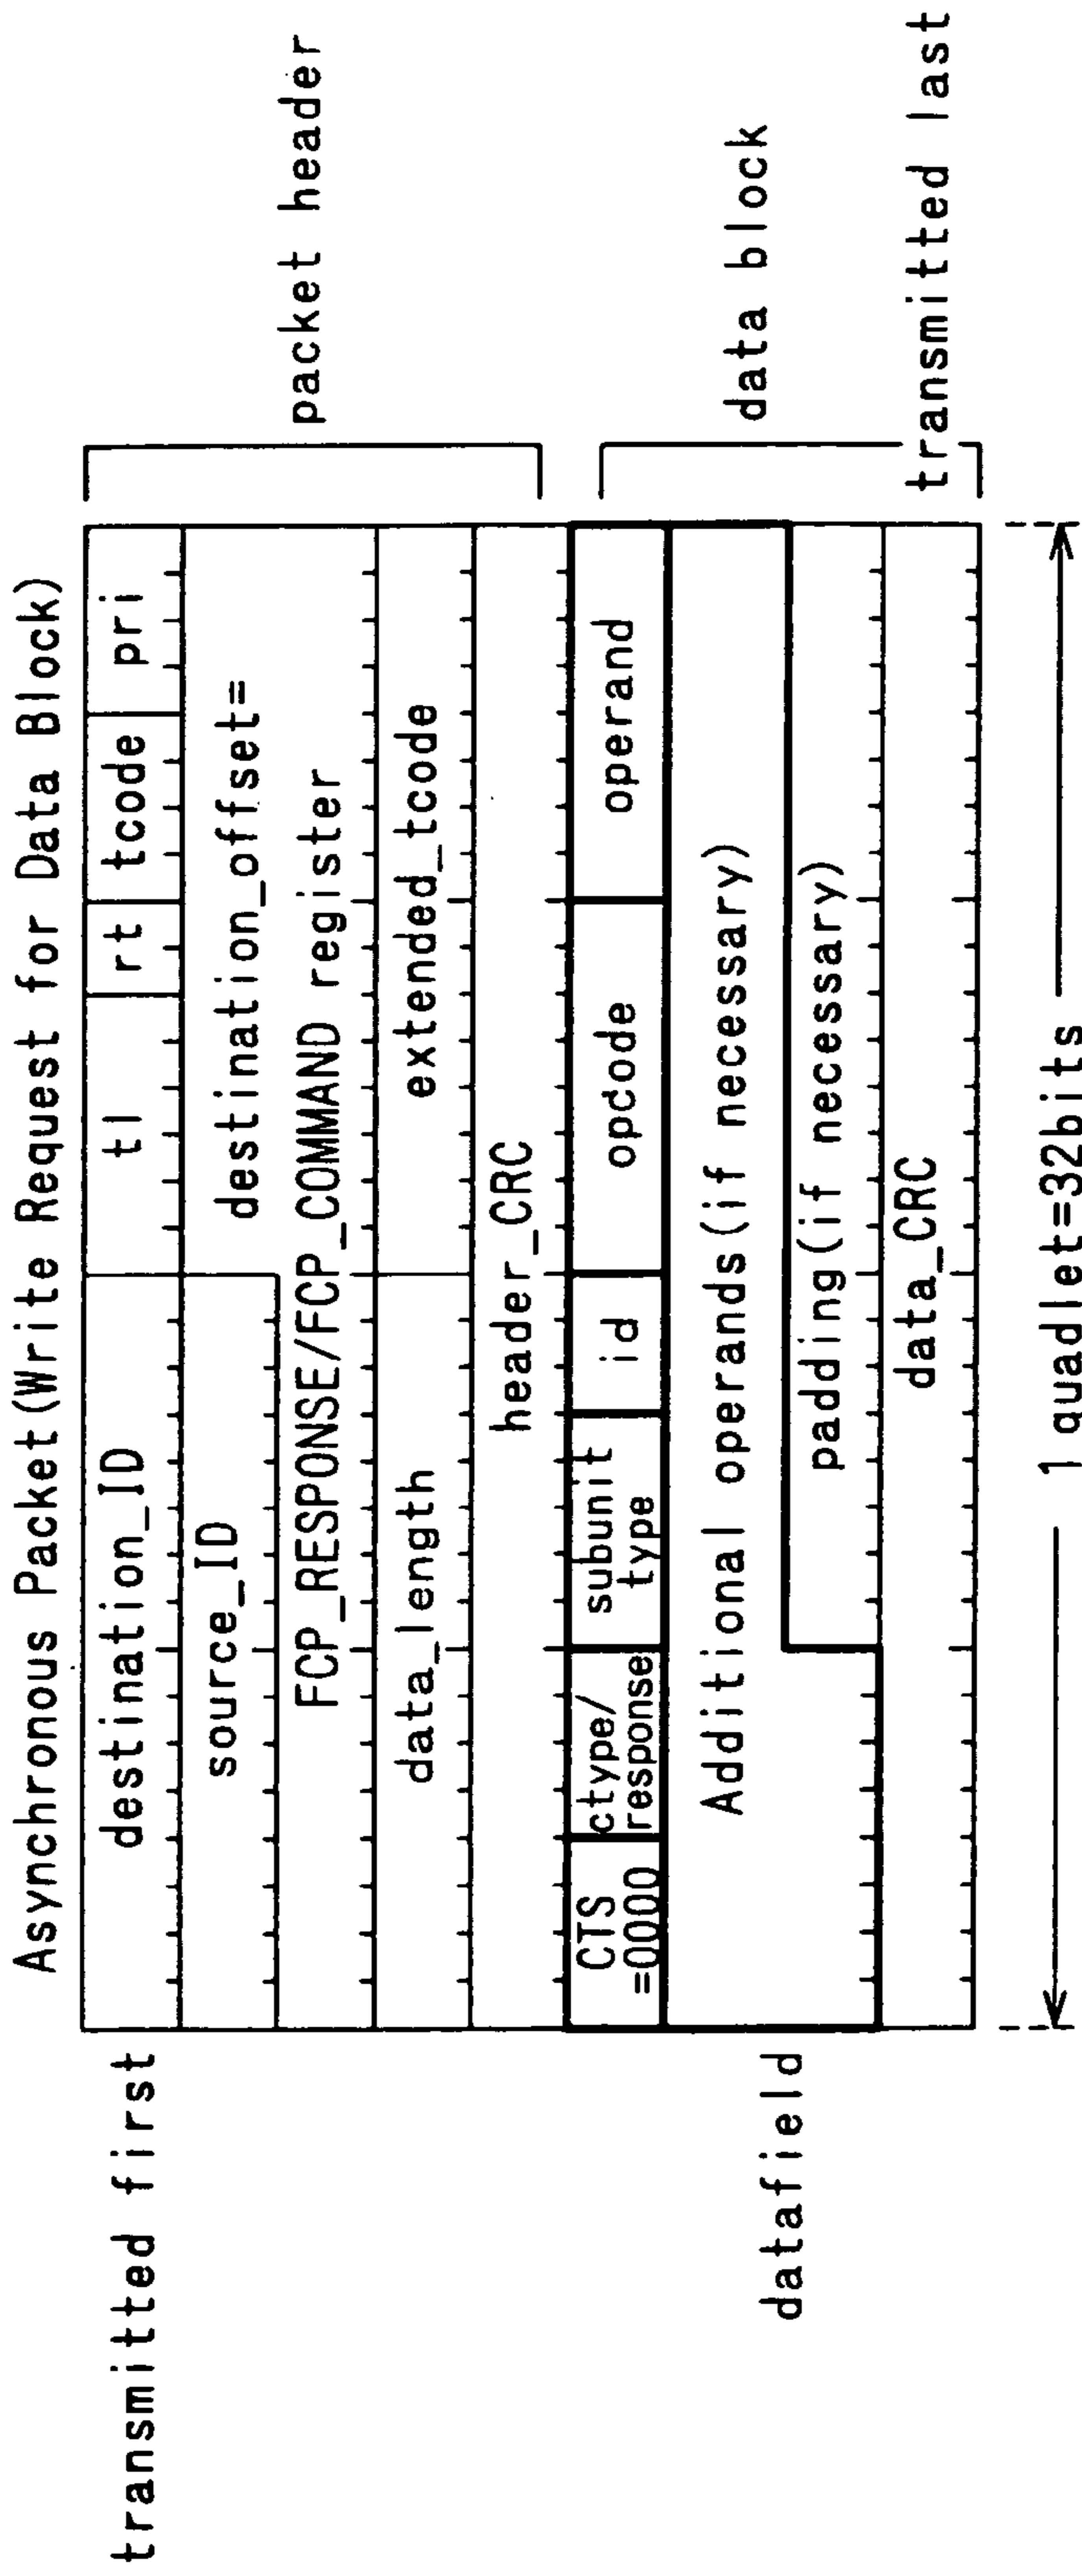 Asynchronous Packet(Write Request for Data Block)
transmitted first
destination_ID
tl
rt
tcode
pri
source_ID
destination_offset=
FCP_RESPONSE/FCP_COMMAND register
data_length
extended_tcode
header_CRC
packet header
CTS
=0000
ctype/
response
subunit
type
id
opcode
operand
Additional operands(if necessary)
padding(if necessary)
data_CRC
datafield
data block
transmitted last
1 quadlet=32bits